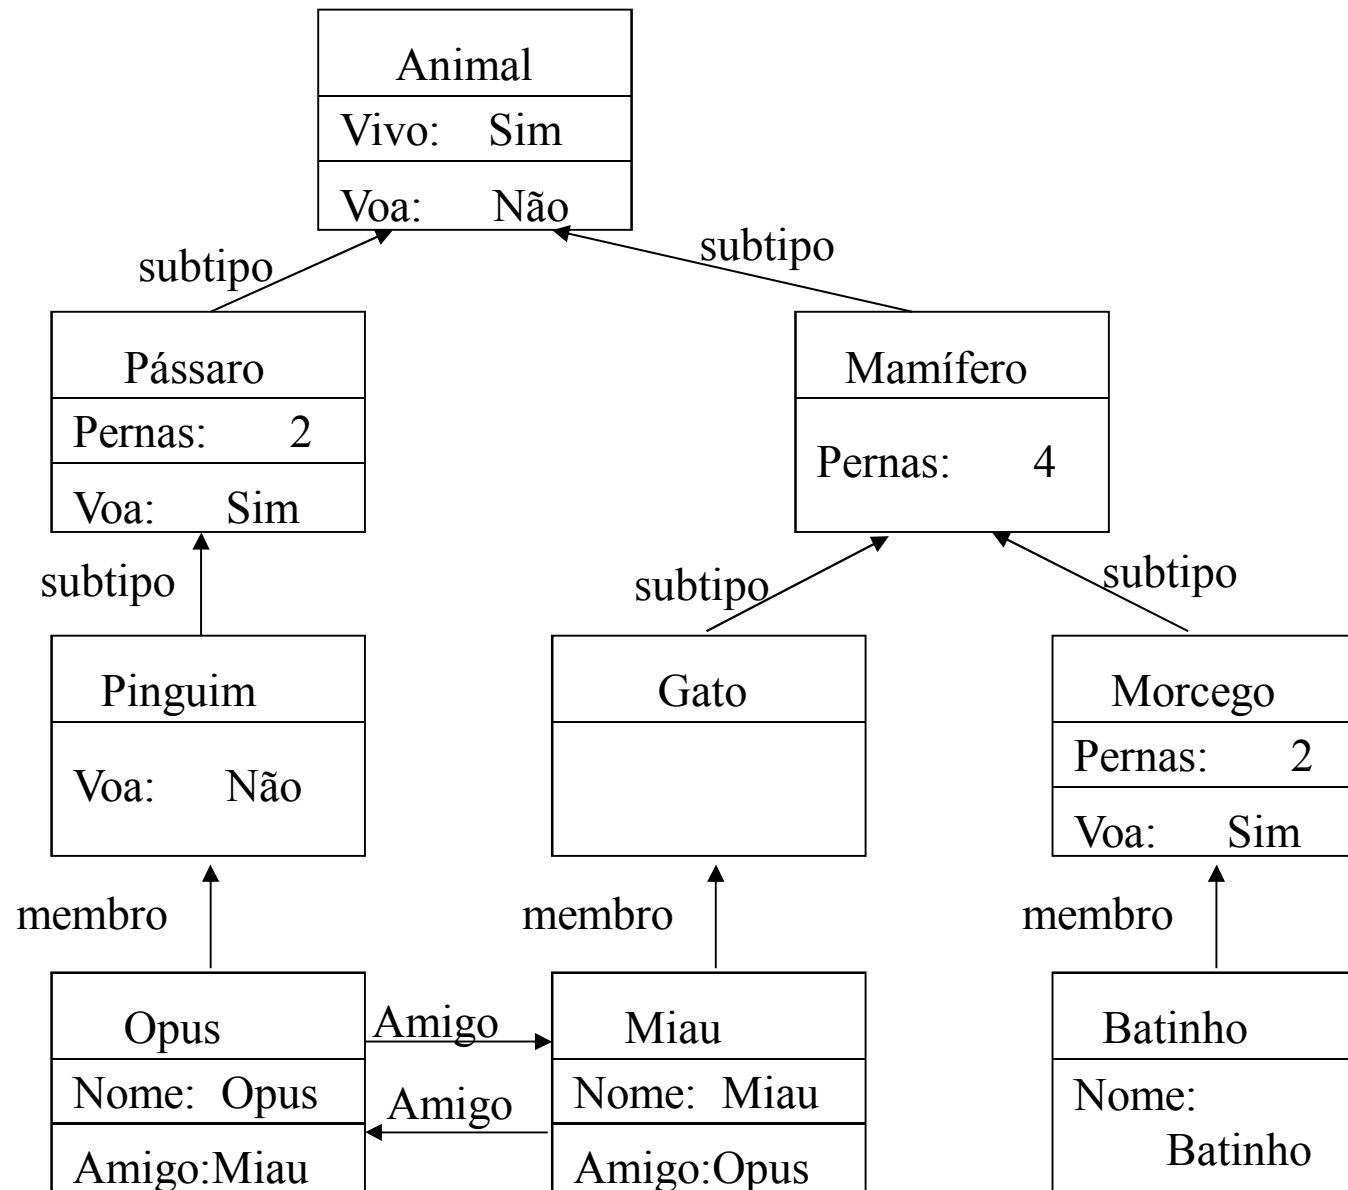 Animal
Vivo: Sim
Voa: Não
subtipo
subtipo
Pássaro
Pernas: 2
Voa: Sim
Mamífero
Pernas: 4
subtipo
subtipo
subtipo
Pinguim
Voa: Não
Gato
Morcego
Pernas: 2
Voa: Sim
membro
membro
membro
Opus
Nome: Opus
Amigo:Miau
Amigo
Amigo
Miau
Nome: Miau
Amigo:Opus
Batinho
Nome:
Batinho